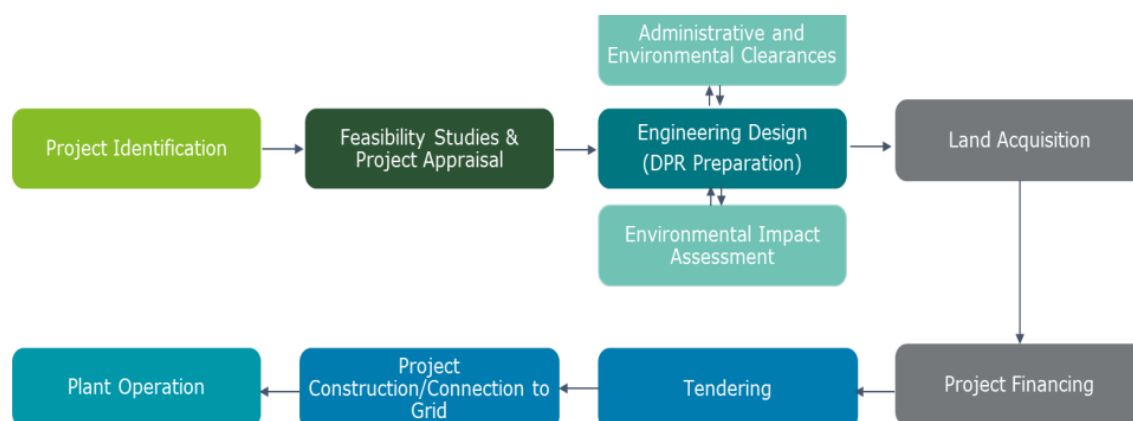 Administrative and
Environmental Clearances
Project Identification
Feasibility Studies &
Project Appraisal
Engineering Design
(DPR Preparation)
Land Acquisition
Environmental Impact
Assessment
Plant Operation
Project
Construction/Connection to
Grid
Tendering
Project Financing